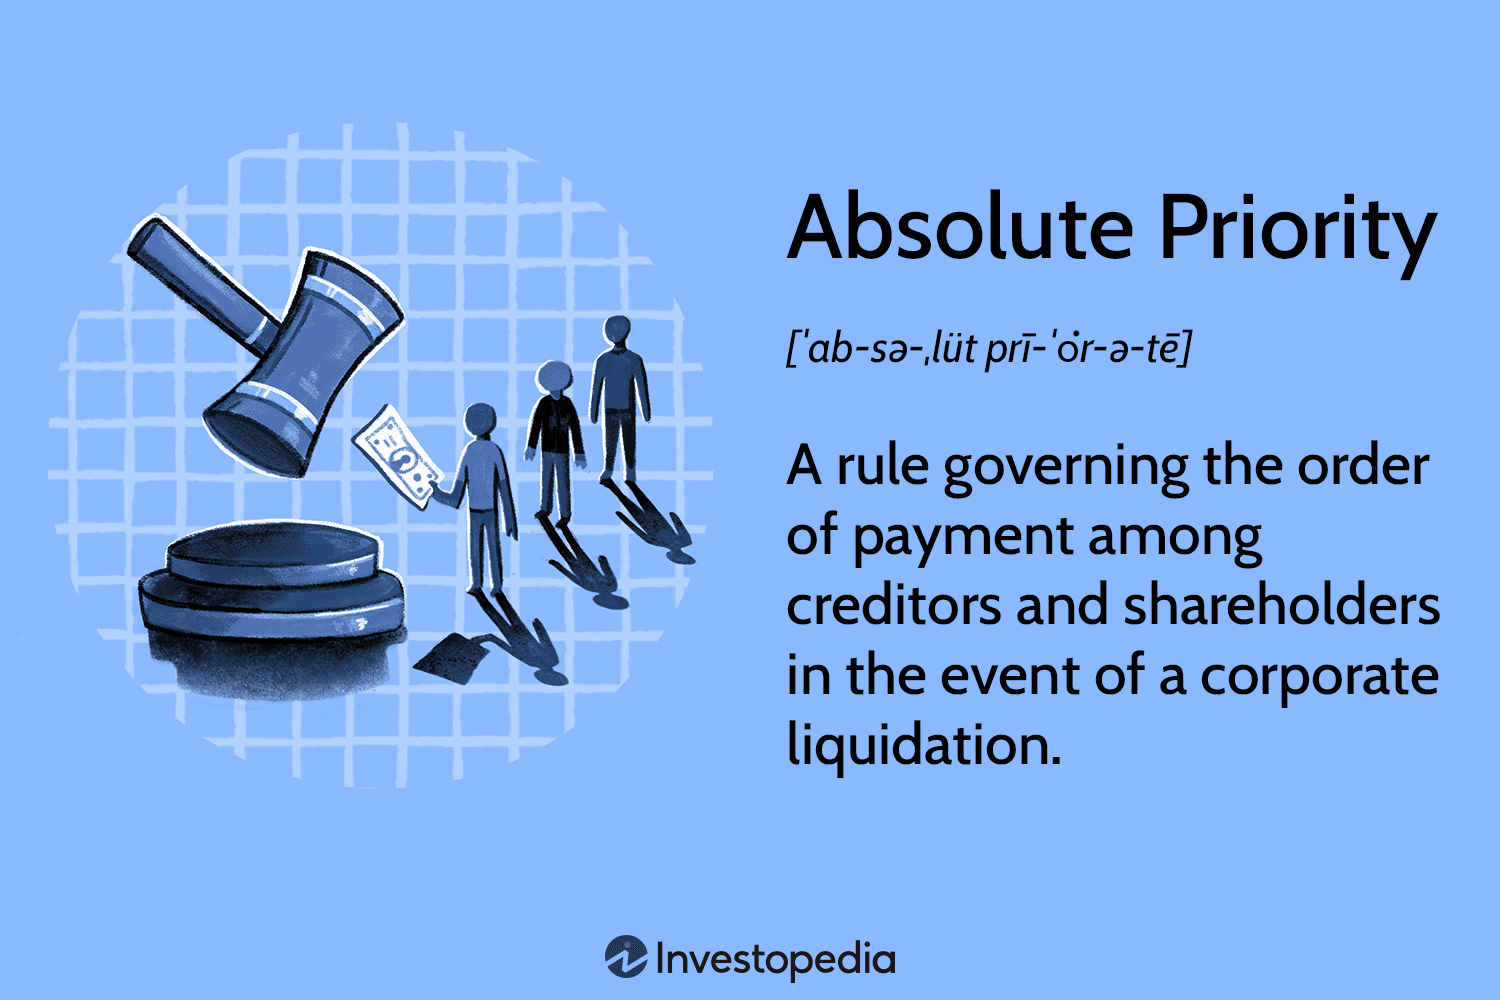 Absolute Priority
[ˈab-sə-ˌlüt prī-ˈȯr-ə-tē]
A rule governing the order
of payment among
creditors and shareholders
in the event of a corporate
liquidation.
Investopedia